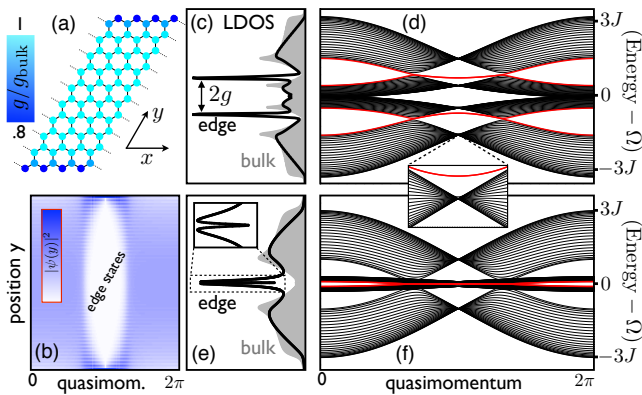 1
(a)
g/g_bulk
.8
y
x
(c) LDOS
2g
edge
bulk
(d)
3J
0
−3J
(Energy − Ω)
position y
|ψ(y)|²
edge states
(b)
0 quasimom. 2π
edge
bulk
(e)
3J
0
−3J
(Energy − Ω)
(f)
0 quasimomentum 2π